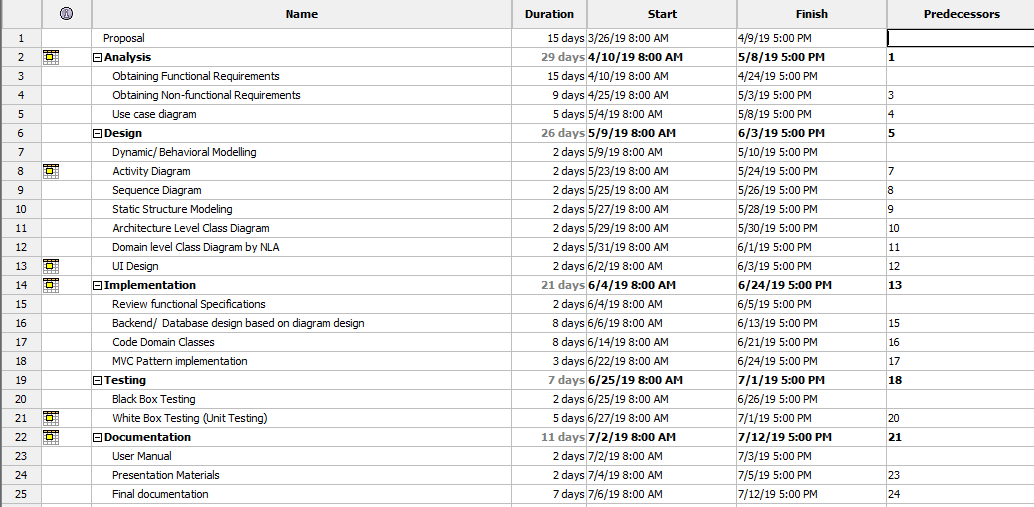 Name Duration Start Finish Predecessors
1 Proposal 15 days 3/26/19 8:00 AM 4/9/19 5:00 PM
2 Analysis 29 days 4/10/19 8:00 AM 5/8/19 5:00 PM 1
3 Obtaining Functional Requirements 15 days 4/10/19 8:00 AM 4/24/19 5:00 PM
4 Obtaining Non-functional Requirements 9 days 4/25/19 8:00 AM 5/3/19 5:00 PM 3
5 Use case diagram 5 days 5/4/19 8:00 AM 5/8/19 5:00 PM 4
6 Design 26 days 5/9/19 8:00 AM 6/3/19 5:00 PM 5
7 Dynamic/ Behavioral Modelling 2 days 5/9/19 8:00 AM 5/10/19 5:00 PM
8 Activity Diagram 2 days 5/23/19 8:00 AM 5/24/19 5:00 PM 7
9 Sequence Diagram 2 days 5/25/19 8:00 AM 5/26/19 5:00 PM 8
10 Static Structure Modeling 2 days 5/27/19 8:00 AM 5/28/19 5:00 PM 9
11 Architecture Level Class Diagram 2 days 5/29/19 8:00 AM 5/30/19 5:00 PM 10
12 Domain level Class Diagram by NLA 2 days 5/31/19 8:00 AM 6/1/19 5:00 PM 11
13 UI Design 2 days 6/2/19 8:00 AM 6/3/19 5:00 PM 12
14 Implementation 21 days 6/4/19 8:00 AM 6/24/19 5:00 PM 13
15 Review functional Specifications 2 days 6/4/19 8:00 AM 6/5/19 5:00 PM
16 Backend/ Database design based on diagram design 8 days 6/6/19 8:00 AM 6/13/19 5:00 PM 15
17 Code Domain Classes 8 days 6/14/19 8:00 AM 6/21/19 5:00 PM 16
18 MVC Pattern implementation 3 days 6/22/19 8:00 AM 6/24/19 5:00 PM 17
19 Testing 7 days 6/25/19 8:00 AM 7/1/19 5:00 PM 18
20 Black Box Testing 2 days 6/25/19 8:00 AM 6/26/19 5:00 PM
21 White Box Testing (Unit Testing) 5 days 6/27/19 8:00 AM 7/1/19 5:00 PM 20
22 Documentation 11 days 7/2/19 8:00 AM 7/12/19 5:00 PM 21
23 User Manual 2 days 7/2/19 8:00 AM 7/3/19 5:00 PM
24 Presentation Materials 2 days 7/4/19 8:00 AM 7/5/19 5:00 PM 23
25 Final documentation 7 days 7/6/19 8:00 AM 7/12/19 5:00 PM 24